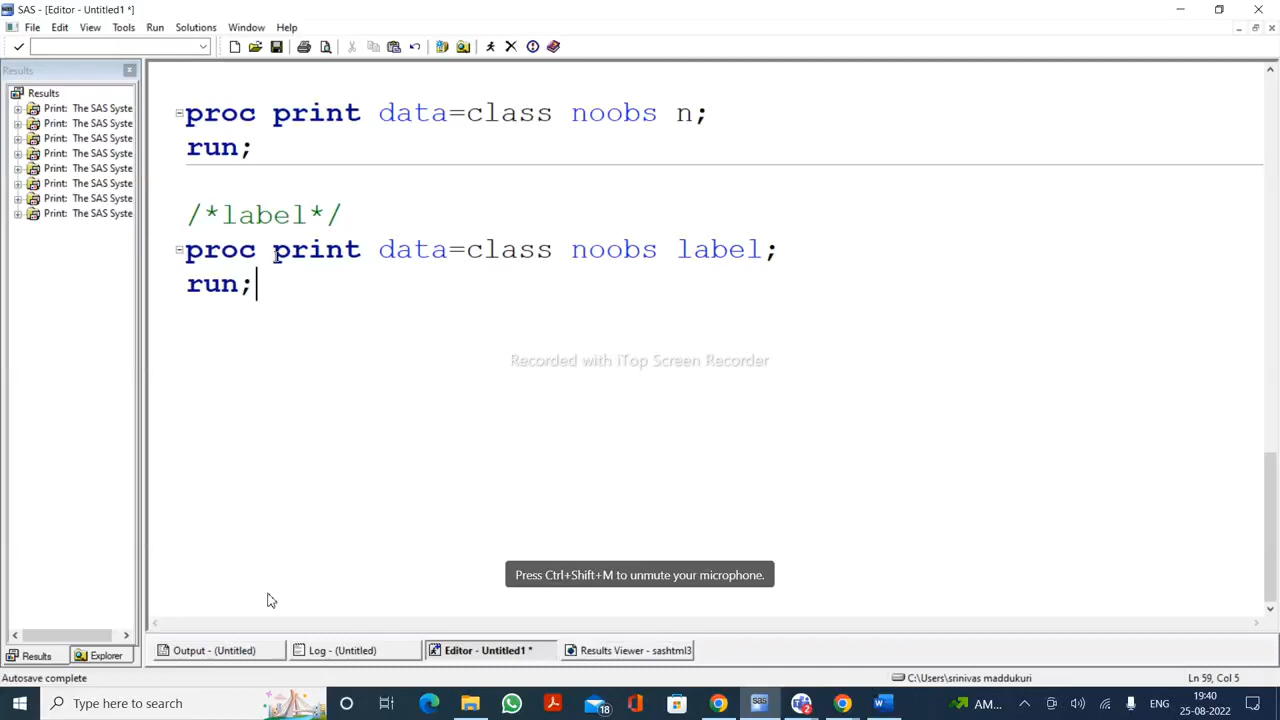 SAS - [Editor - Untitled1 *]
File Edit View Tools Run Solutions Window Help
Results
Results
Print: The SAS Syste
Print: The SAS Syste
Print: The SAS Syste
Print: The SAS Syste
Print: The SAS Syste
Print: The SAS Syste
Print: The SAS Syste
Print: The SAS Syste
proc print data=class noobs n;
run;
/*label*/
proc print data=class noobs label;
run;
Recorded with iTop Screen Recorder
Press Ctrl+Shift+M to unmute your microphone.
Results Explorer
Output - (Untitled) Log - (Untitled) Editor - Untitled1 * Results Viewer - sashtml3
Autosave complete C:\Users\srinivas maddukuri Ln 59, Col 5
Type here to search 18 SAS 2 AM... ENG 19:40
25-08-2022